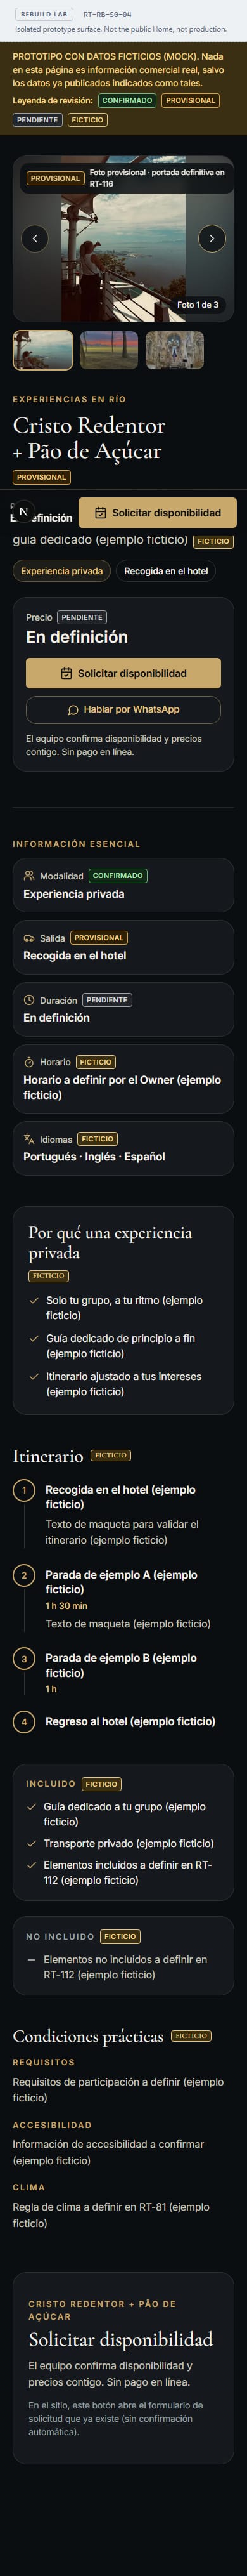 REBUILD LAB RT-RB-50-04
Isolated prototype surface. Not the public Home, not production.
PROTOTIPO CON DATOS FICTICIOS (MOCK). Nada
en esta página es información comercial real, salvo
los datos ya publicados indicados como tales.
Leyenda de revisión: CONFIRMADO PROVISIONAL
PENDIENTE FICTICIO
PROVISIONAL Foto provisional · portada definitiva en
RT-116
Foto 1 de 3
EXPERIENCIAS EN RÍO
Cristo Redentor
+ Pão de Açúcar
PROVISIONAL
N
Solicitar disponibilidad
guía dedicado (ejemplo ficticio) FICTICIO
Experiencia privada Recogida en el hotel
Precio PENDIENTE
En definición
Solicitar disponibilidad
Hablar por WhatsApp
El equipo confirma disponibilidad y precios
contigo. Sin pago en línea.
INFORMACIÓN ESENCIAL
Modalidad CONFIRMADO
Experiencia privada
Salida PROVISIONAL
Recogida en el hotel
Duración PENDIENTE
En definición
Horario FICTICIO
Horario a definir por el Owner (ejemplo
ficticio)
Idiomas FICTICIO
Portugués · Inglés · Español
Por qué una experiencia
privada
FICTICIO
Solo tu grupo, a tu ritmo (ejemplo
ficticio)
Guía dedicado de principio a fin
(ejemplo ficticio)
Itinerario ajustado a tus intereses
(ejemplo ficticio)
Itinerario FICTICIO
1 Recogida en el hotel (ejemplo
ficticio)
Texto de maqueta para validar el
itinerario (ejemplo ficticio)
2 Parada de ejemplo A (ejemplo
ficticio)
1 h 30 min
Texto de maqueta (ejemplo ficticio)
3 Parada de ejemplo B (ejemplo
ficticio)
1 h
4 Regreso al hotel (ejemplo ficticio)
INCLUIDO FICTICIO
Guía dedicado a tu grupo (ejemplo
ficticio)
Transporte privado (ejemplo ficticio)
Elementos incluidos a definir en RT-
112 (ejemplo ficticio)
NO INCLUIDO FICTICIO
Elementos no incluidos a definir en
RT-112 (ejemplo ficticio)
Condiciones prácticas FICTICIO
REQUISITOS
Requisitos de participación a definir (ejemplo
ficticio)
ACCESIBILIDAD
Información de accesibilidad a confirmar
(ejemplo ficticio)
CLIMA
Regla de clima a definir en RT-81 (ejemplo
ficticio)
CRISTO REDENTOR + PÃO DE
AÇÚCAR
Solicitar disponibilidad
El equipo confirma disponibilidad y
precios contigo. Sin pago en línea.
En el sitio, este botón abre el formulario de
solicitud que ya existe (sin confirmación
automática).